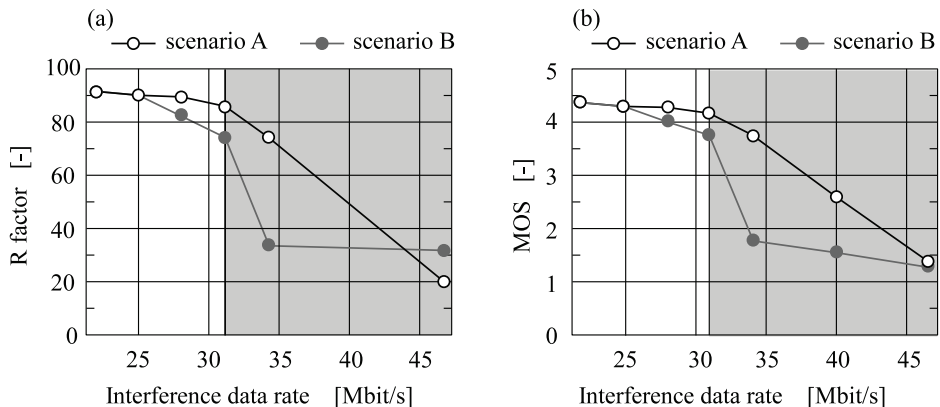 (a)
scenario A scenario B
100
80
60
40
20
0
R factor [-]
25 30 35 40 45
Interference data rate [Mbit/s]
(b)
scenario A scenario B
5
4
3
2
1
0
MOS [-]
25 30 35 40 45
Interference data rate [Mbit/s]